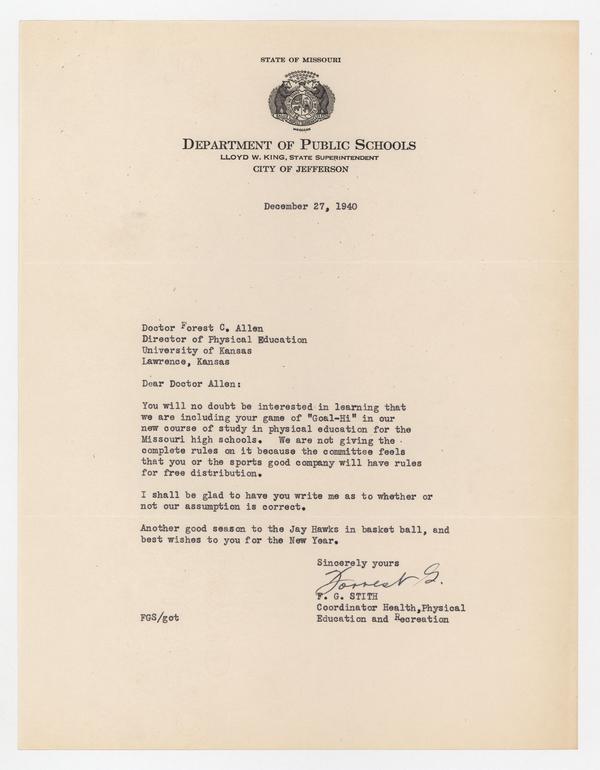 STATE OF MISSOURI
DEPARTMENT OF PUBLIC SCHOOLS
LLOYD W. KING, STATE SUPERINTENDENT
CITY OF JEFFERSON
December 27, 1940
Doctor Forest C. Allen
Director of Physical Education
University of Kansas
Lawrence, Kansas
Dear Doctor Allen:
You will no doubt be interested in learning that
we are including your game of "Goal-Hi" in our
new course of study in physical education for the
Missouri high schools. We are not giving the
complete rules on it because the committee feels
that you or the sports good company will have rules
for free distribution.
I shall be glad to have you write me as to whether or
not our assumption is correct.
Another good season to the Jay Hawks in basket ball, and
best wishes to you for the New Year.
Sincerely yours
Forrest G.
F. G. STITH
Coordinator Health,Physical
FGS/got Education and Recreation